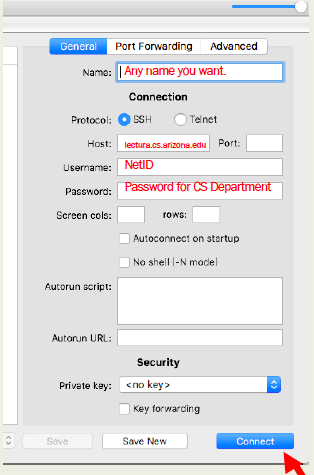 General Port Forwarding Advanced
Name: Any name you want.
Connection
Protocol: SSH Telnet
Host: lectura.cs.arizona.edu Port:
Username: NetID
Password: Password for CS Department
Screen cols: rows:
Autoconnect on startup
No shell (-N mode)
Autorun script:
Autorun URL:
Security
Private key: <no key>
Key forwarding
Save Save New Connect